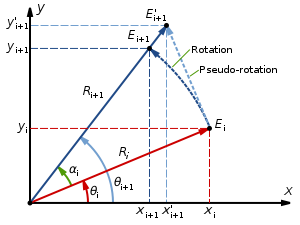 y
y'i+1
E'i+1
Ei+1
yi+1
Rotation
Pseudo-rotation
Ri+1
yi
Ei
Ri
αi
θi+1
θi
x
xi+1
x'i+1
xi